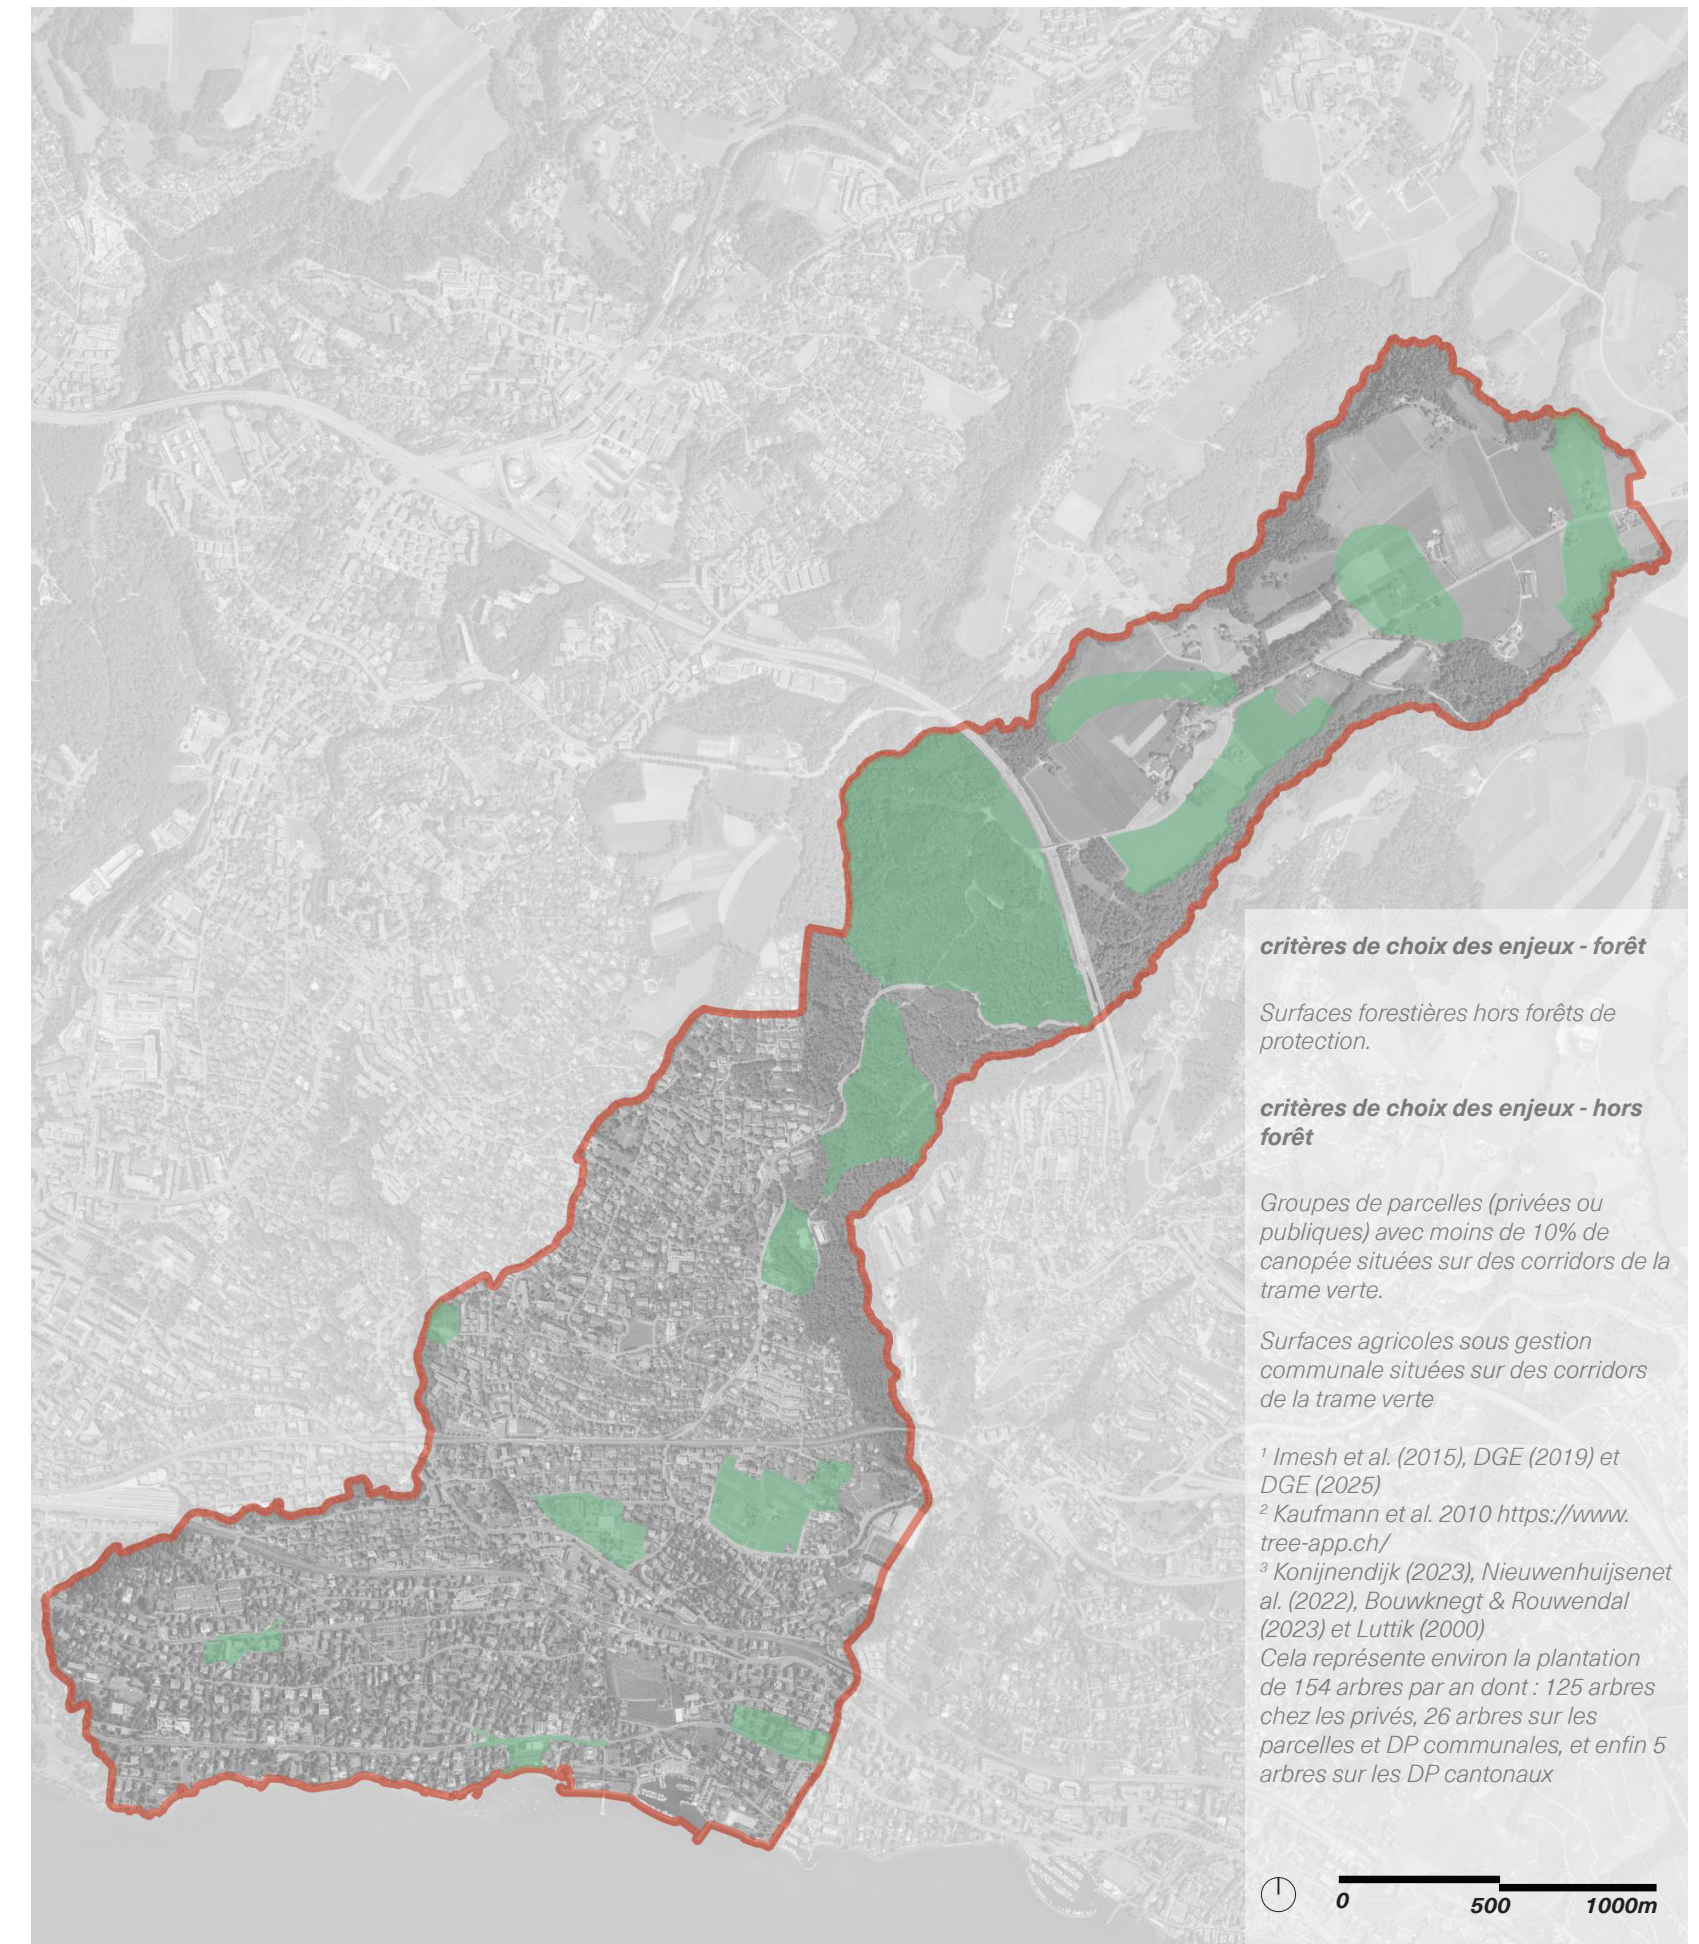 critères de choix des enjeux - forêt
Surfaces forestières hors forêts de
protection.
critères de choix des enjeux - hors
forêt
Groupes de parcelles (privées ou
publiques) avec moins de 10% de
canopée situées sur des corridors de la
trame verte.
Surfaces agricoles sous gestion
communale situées sur des corridors
de la trame verte
¹ Imesh et al. (2015), DGE (2019) et
DGE (2025)
² Kaufmann et al. 2010 https://www.
tree-app.ch/
³ Konijnendijk (2023), Nieuwenhuijsenet
al. (2022), Bouwknegt & Rouwendal
(2023) et Luttik (2000)
Cela représente environ la plantation
de 154 arbres par an dont : 125 arbres
chez les privés, 26 arbres sur les
parcelles et DP communales, et enfin 5
arbres sur les DP cantonaux
0 500 1000m